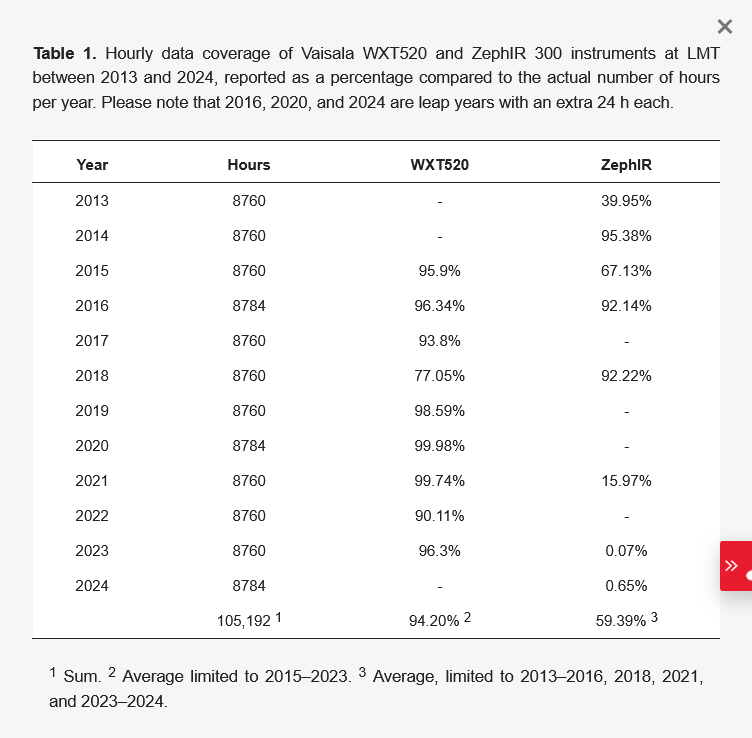 Table 1. Hourly data coverage of Vaisala WXT520 and ZephIR 300 instruments at LMT
between 2013 and 2024, reported as a percentage compared to the actual number of hours
per year. Please note that 2016, 2020, and 2024 are leap years with an extra 24 h each.
Year Hours WXT520 ZephIR
2013 8760 - 39.95%
2014 8760 - 95.38%
2015 8760 95.9% 67.13%
2016 8784 96.34% 92.14%
2017 8760 93.8% -
2018 8760 77.05% 92.22%
2019 8760 98.59% -
2020 8784 99.98% -
2021 8760 99.74% 15.97%
2022 8760 90.11% -
2023 8760 96.3% 0.07%
2024 8784 - 0.65%
105,192 1 94.20% 2 59.39% 3
1 Sum. 2 Average limited to 2015–2023. 3 Average, limited to 2013–2016, 2018, 2021,
and 2023–2024.